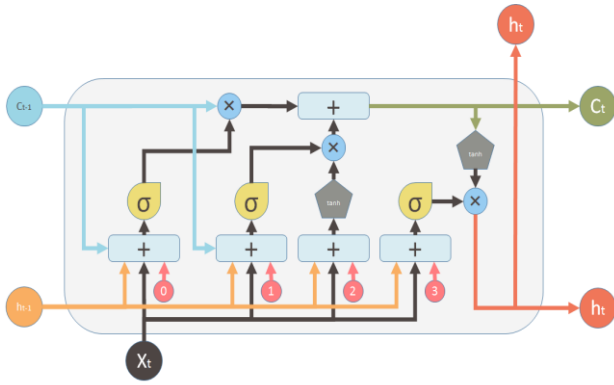 ht
Ct-1
×
+
Ct
tanh
×
σ
σ
tanh
σ
×
+
+
+
+
0
1
2
3
ht-1
ht
Xt